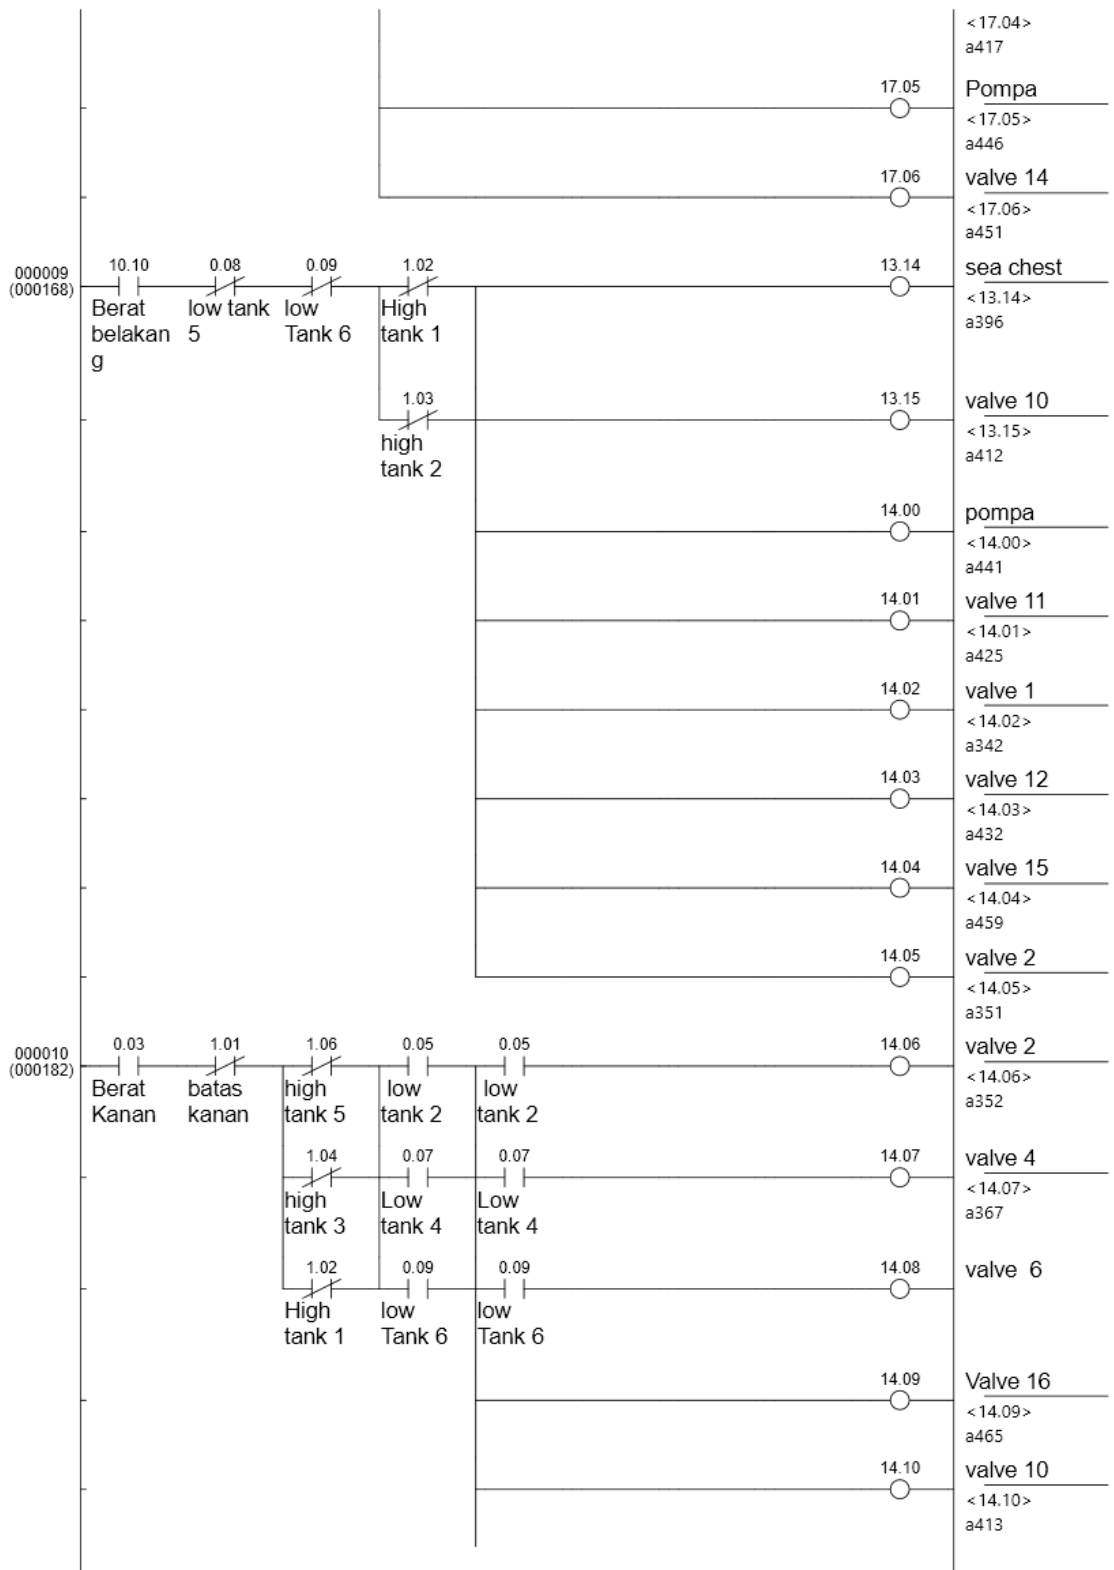 <17.04>
a417
17.05
Pompa
<17.05>
a446
17.06
valve 14
<17.06>
a451
000009
(000168)
10.10
0.08
0.09
1.02
13.14
sea chest
Berat
belakan
g
low tank
5
low
Tank 6
High
tank 1
<13.14>
a396
1.03
13.15
valve 10
high
tank 2
<13.15>
a412
14.00
pompa
<14.00>
a441
14.01
valve 11
<14.01>
a425
14.02
valve 1
<14.02>
a342
14.03
valve 12
<14.03>
a432
14.04
valve 15
<14.04>
a459
14.05
valve 2
<14.05>
a351
000010
(000182)
0.03
1.01
1.06
0.05
0.05
14.06
valve 2
Berat
Kanan
batas
kanan
high
tank 5
low
tank 2
low
tank 2
<14.06>
a352
1.04
0.07
0.07
14.07
valve 4
high
tank 3
Low
tank 4
Low
tank 4
<14.07>
a367
1.02
0.09
0.09
14.08
valve  6
High
tank 1
low
Tank 6
low
Tank 6
14.09
Valve 16
<14.09>
a465
14.10
valve 10
<14.10>
a413